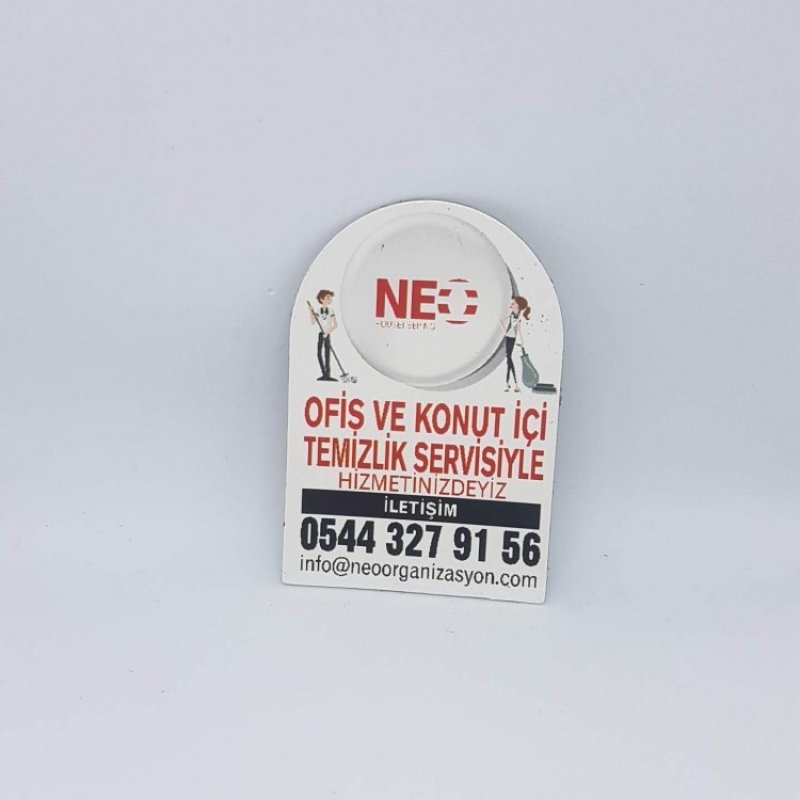 NEO
HOUSEKEEPING
OFİS VE KONUT İÇİ
TEMİZLİK SERVİSİYLE
HİZMETİNİZDEYİZ
İLETİŞİM
0544 327 91 56
info@neoorganizasyon.com